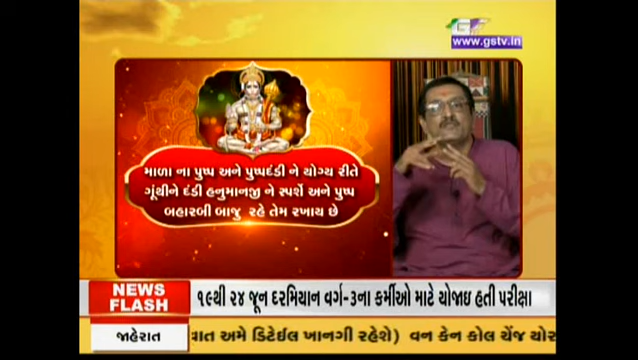 www.gstv.in
માળા ના પુષ્પ અને પુષ્પદંડી ને યોગ્ય રીતે
ગૂંથીને દંડી હનુમાનજી ને સ્પર્શે અને પુષ્પ
બહારબી બાજુ રહે તેમ રખાય છે
NEWS
FLASH
૧૯થી ૨૪ જૂન દરમિયાન વર્ગ-૩ના કર્મીઓ માટે યોજાઇ હતી પરીક્ષા
જાહેરાત
વાત અમે ડિટેઈલ ખાનગી રહેશે) વન કેન કોલ ચેંજ યોર